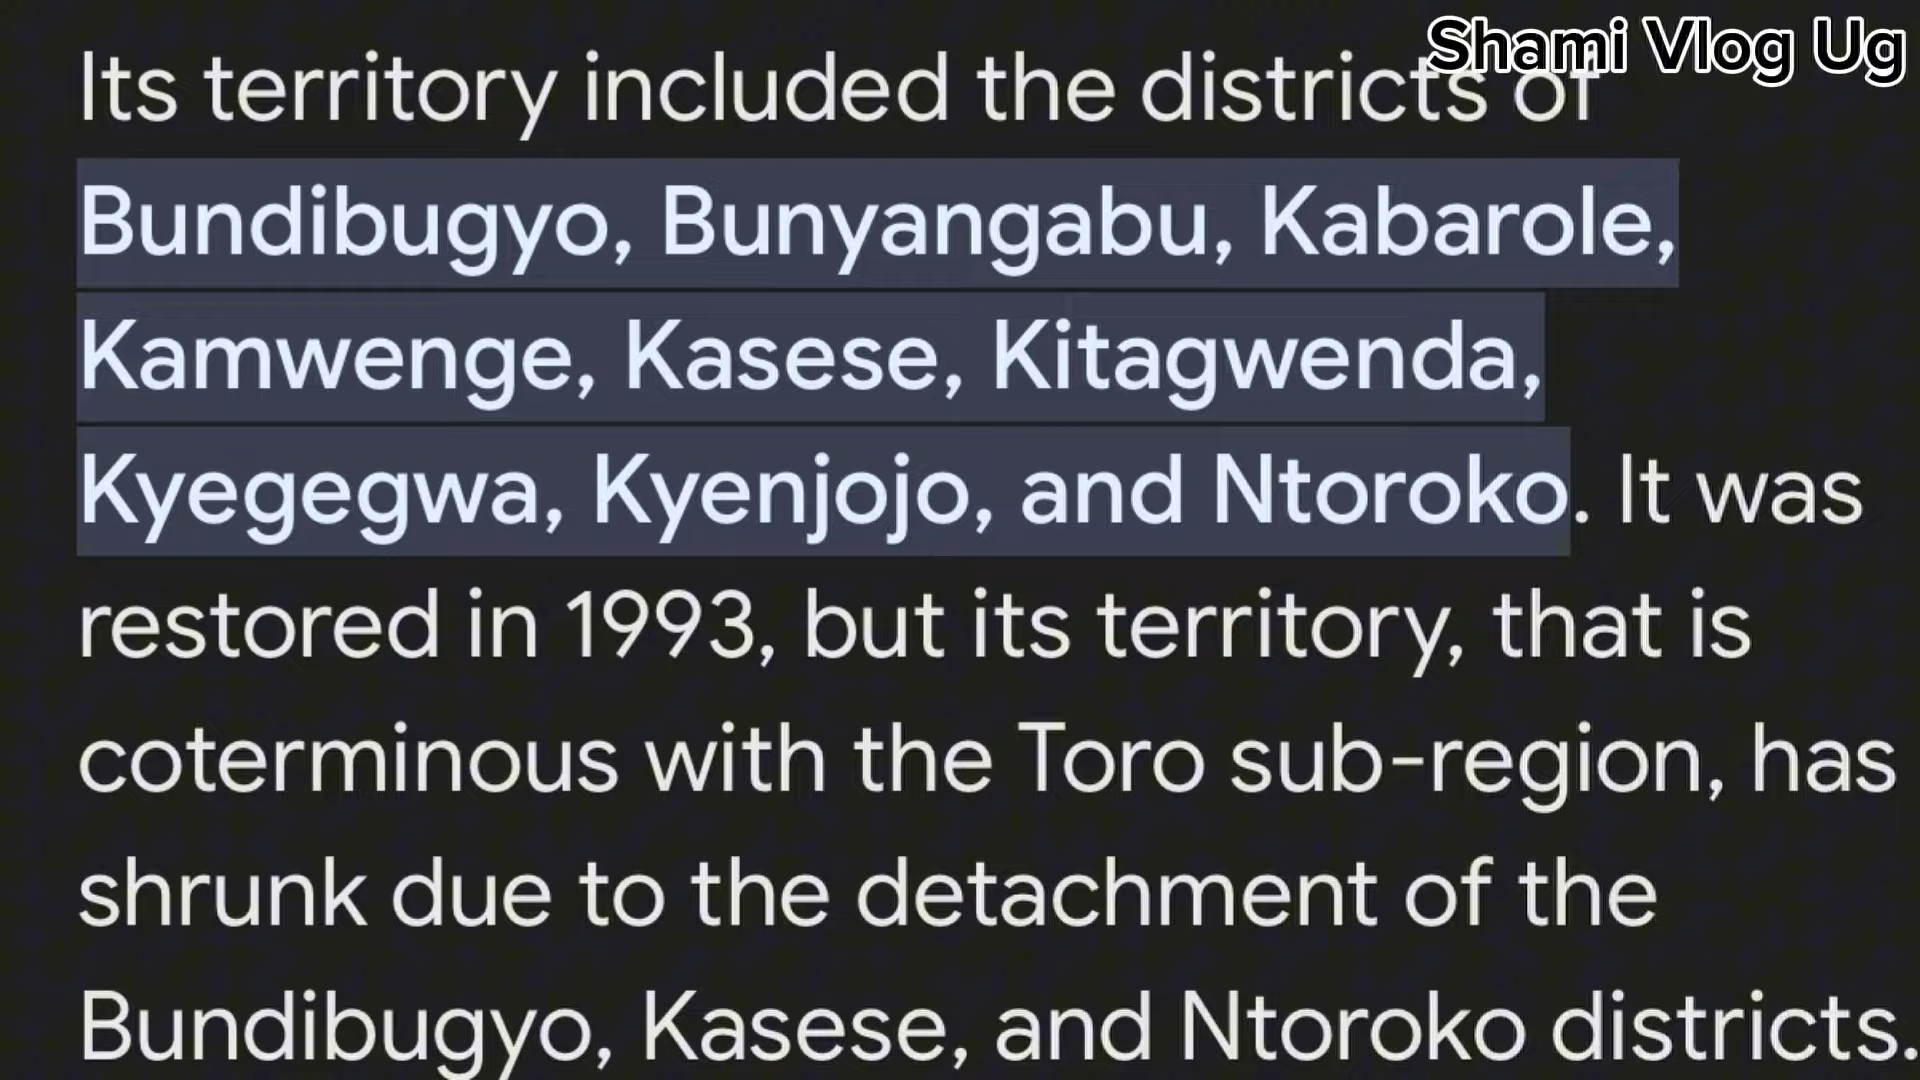 Shami Vlog Ug
Its territory included the districts of
Bundibugyo, Bunyangabu, Kabarole,
Kamwenge, Kasese, Kitagwenda,
Kyegegwa, Kyenjojo, and Ntoroko. It was
restored in 1993, but its territory, that is
coterminous with the Toro sub-region, has
shrunk due to the detachment of the
Bundibugyo, Kasese, and Ntoroko districts.